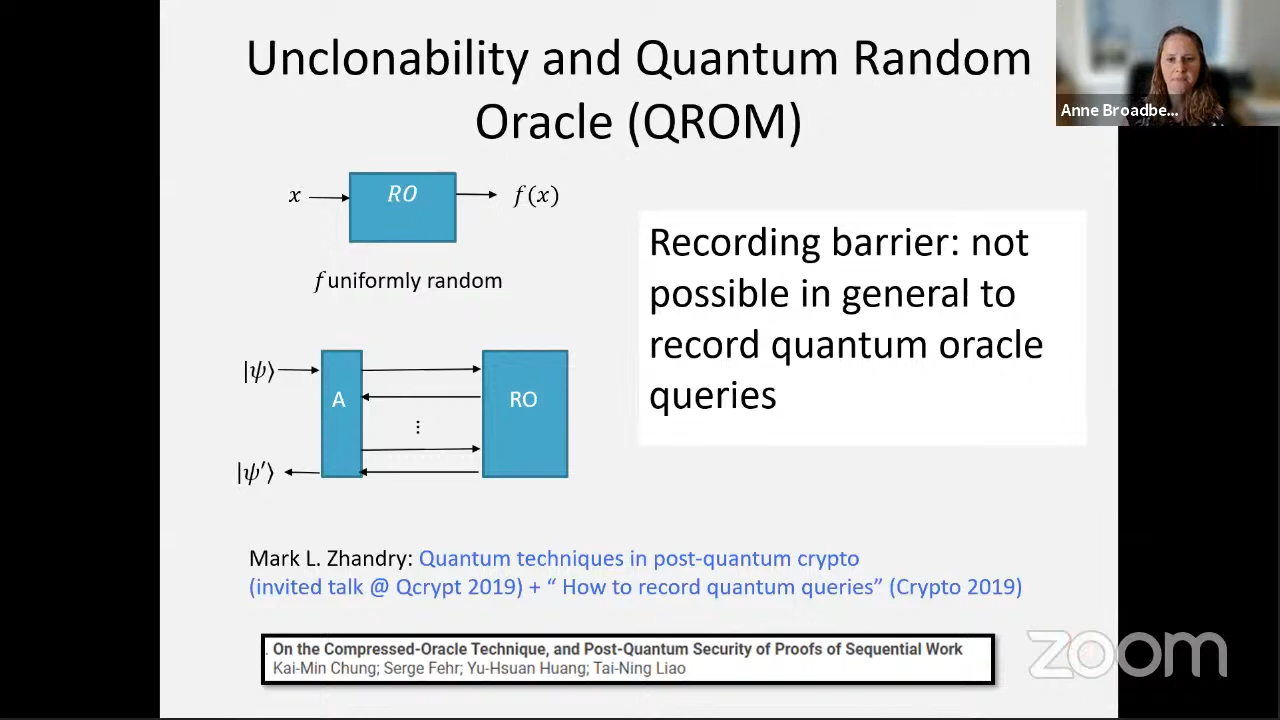 Unclonability and Quantum Random
Oracle (QROM)
Anne Broadbe...
x
RO
f(x)
f uniformly random
Recording barrier: not
possible in general to
record quantum oracle
queries
|ψ⟩
A
RO
⋮
|ψ′⟩
Mark L. Zhandry: Quantum techniques in post-quantum crypto
(invited talk @ Qcrypt 2019) + “ How to record quantum queries” (Crypto 2019)
. On the Compressed-Oracle Technique, and Post-Quantum Security of Proofs of Sequential Work
Kai-Min Chung; Serge Fehr; Yu-Hsuan Huang; Tai-Ning Liao
zoom